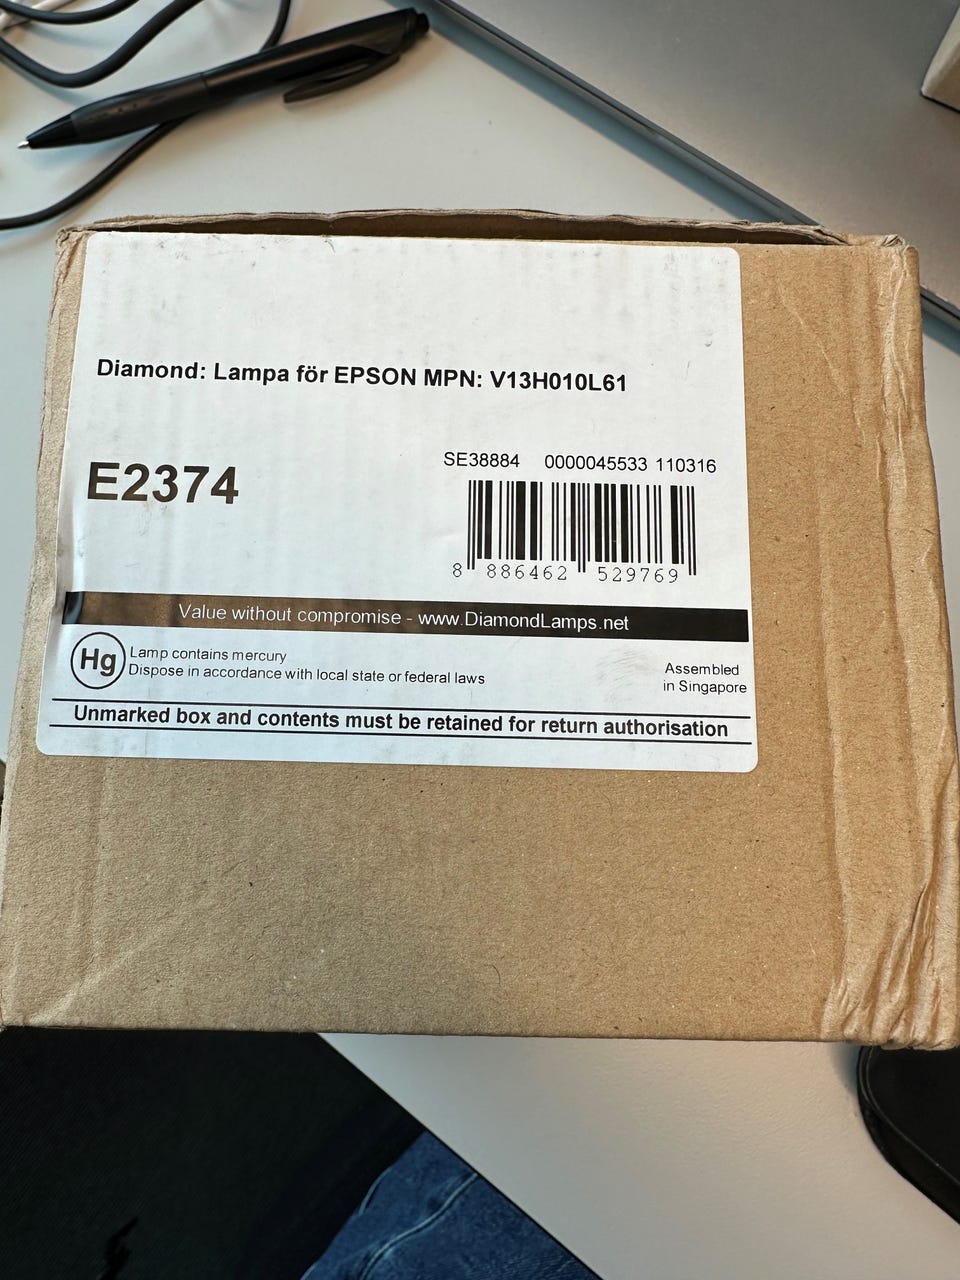 Diamond: Lampa för EPSON MPN: V13H010L61
E2374
SE38884 0000045533 110316
8 886462 529769
Value without compromise - www.DiamondLamps.net
Hg
Lamp contains mercury
Dispose in accordance with local state or federal laws
Assembled
in Singapore
Unmarked box and contents must be retained for return authorisation